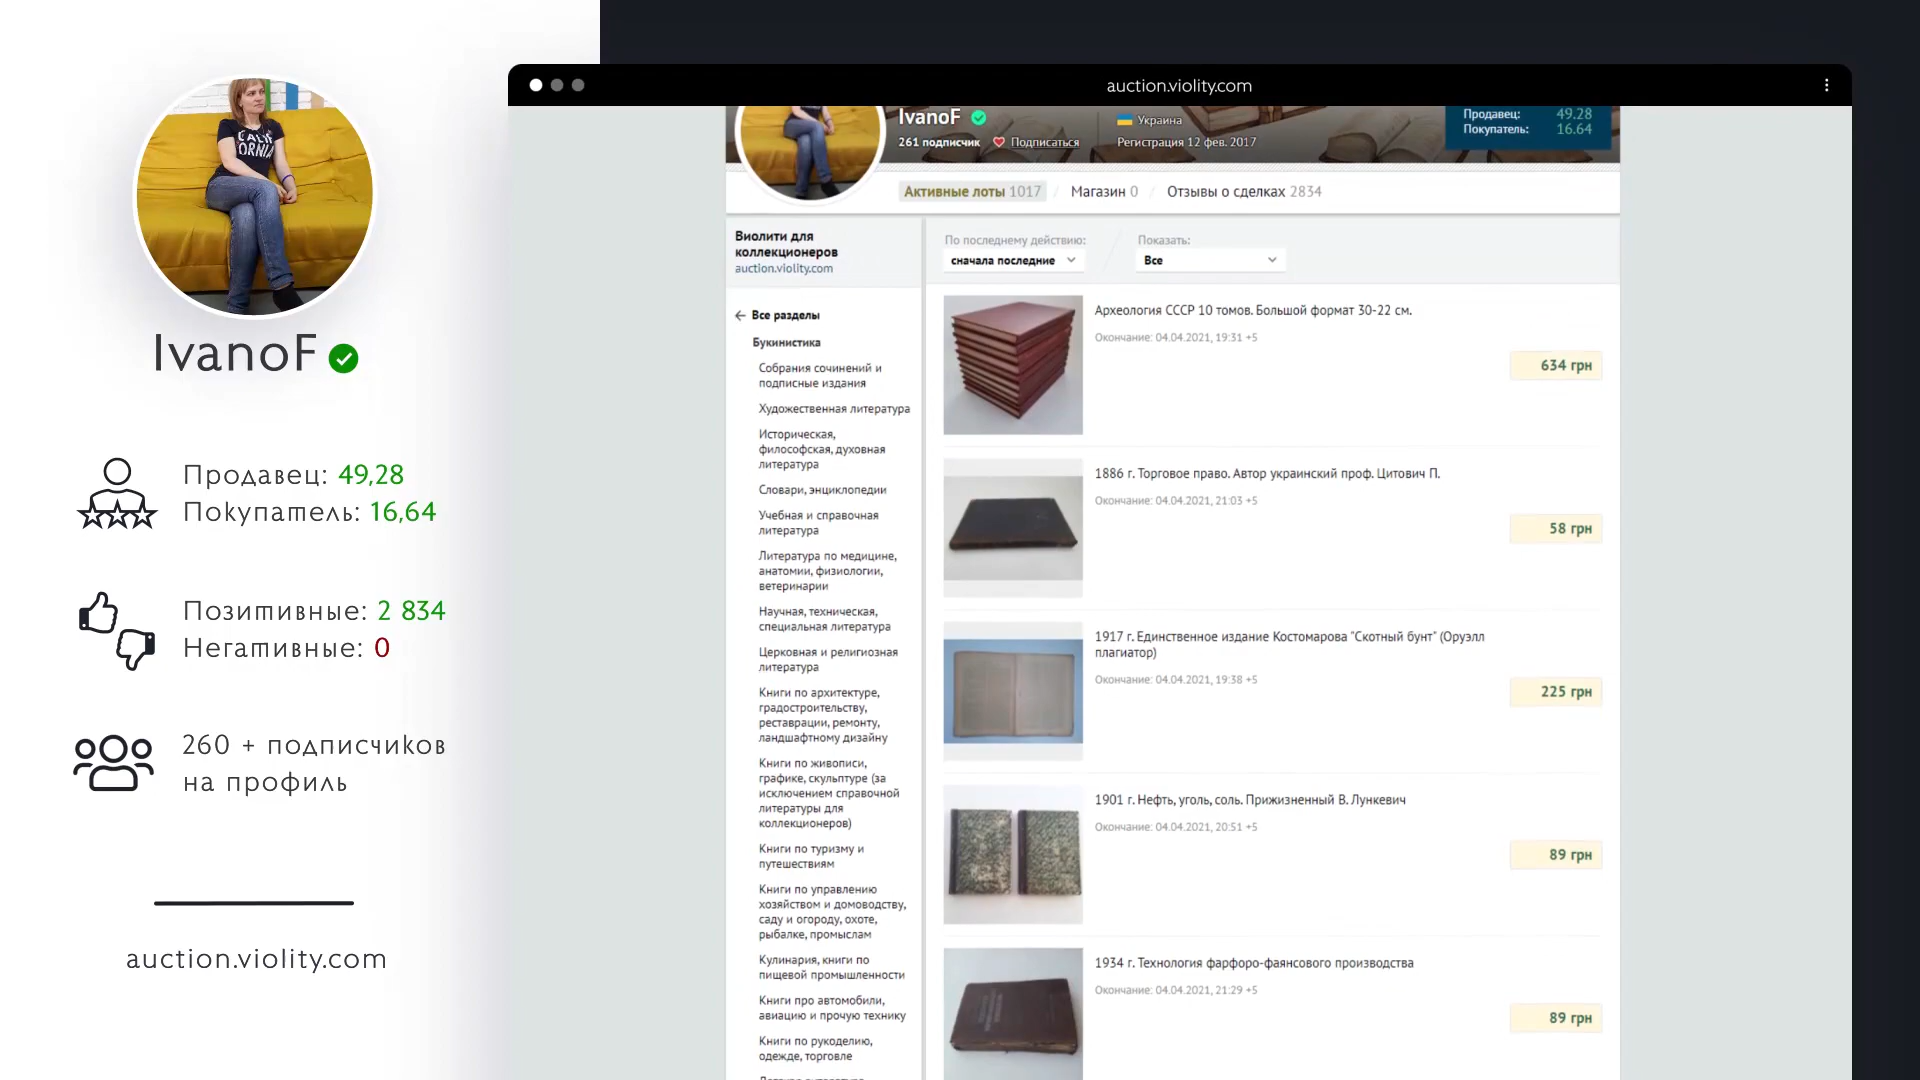 CALIF
ORNIA
IvanoF
Продавец: 49,28
Покупатель: 16,64
Позитивные: 2 834
Негативные: 0
260 + подписчиков
на профиль
auction.violity.com
auction.violity.com
IvanoF
261 подписчик Подписаться
Украина
Регистрация 12 фев. 2017
Продавец: 49.28
Покупатель: 16.64
Активные лоты 1017 / Магазин 0 / Отзывы о сделках 2834
Виолити для
коллекционеров
auction.violity.com
Все разделы
Букинистика
Собрания сочинений и
подписные издания
Художественная литература
Историческая,
философская, духовная
литература
Словари, энциклопедии
Учебная и справочная
литература
Литература по медицине,
анатомии, физиологии,
ветеринарии
Научная, техническая,
специальная литература
Церковная и религиозная
литература
Книги по архитектуре,
градостроительству,
реставрации, ремонту,
ландшафтному дизайну
Книги по живописи,
графике, скульптуре (за
исключением справочной
литературы для
коллекционеров)
Книги по туризму и
путешествиям
Книги по управлению
хозяйством и домоводству,
саду и огороду, охоте,
рыбалке, промыслам
Кулинария, книги по
пищевой промышленности
Книги про автомобили,
авиацию и прочую технику
Книги по рукоделию,
одежде, торговле
По последнему действию:
сначала последние
Показать:
Все
Археология СССР 10 томов. Большой формат 30-22 см.
Окончание: 04.04.2021, 19:31 +5
634 грн
1886 г. Торговое право. Автор украинский проф. Цитович П.
Окончание: 04.04.2021, 21:03 +5
58 грн
1917 г. Единственное издание Костомарова "Скотный бунт" (Оруэлл
плагиатор)
Окончание: 04.04.2021, 19:38 +5
225 грн
1901 г. Нефть, уголь, соль. Прижизненный В. Лункевич
Окончание: 04.04.2021, 20:51 +5
89 грн
1934 г. Технология фарфоро-фаянсового производства
Окончание: 04.04.2021, 21:29 +5
89 грн